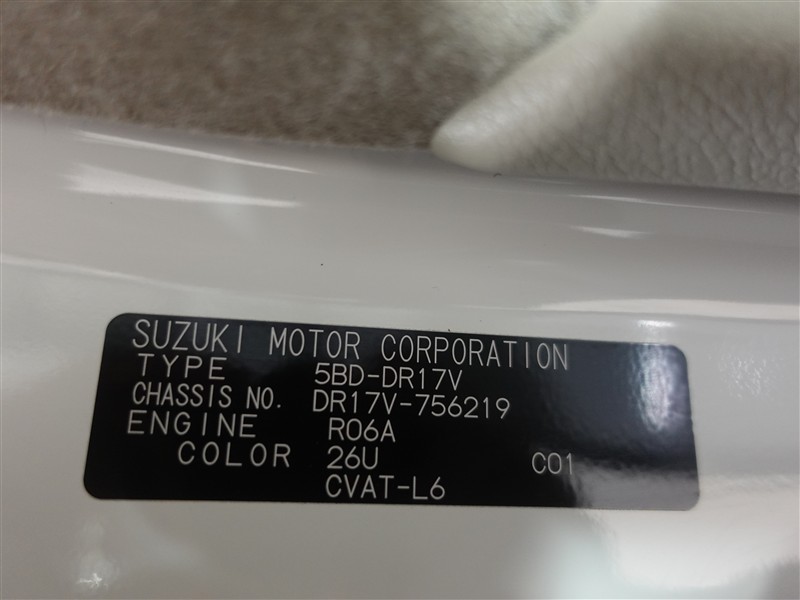 SUZUKI MOTOR CORPORATION
TYPE 5BD-DR17V
CHASSIS NO. DR17V-756219
ENGINE R06A
COLOR 26U C01
CVAT-L6